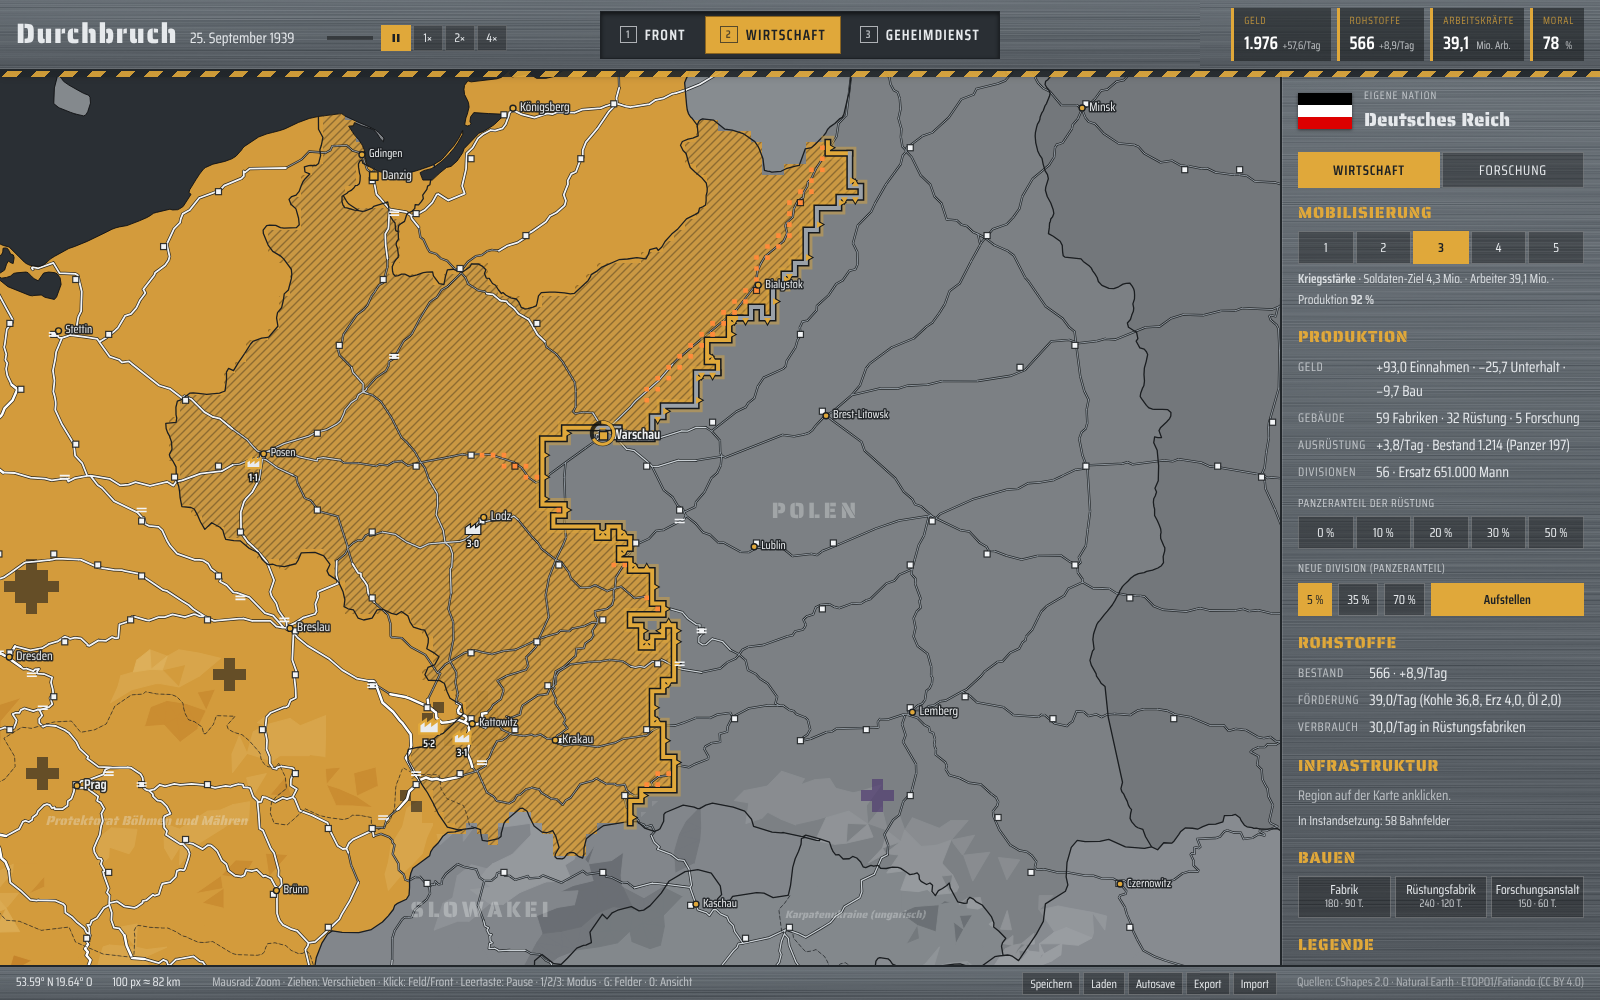 Durchbruch
25. September 1939
1×
2×
4×
1 FRONT
2 WIRTSCHAFT
3 GEHEIMDIENST
GELD
1.976 +57,6/Tag
ROHSTOFFE
566 +8,9/Tag
ARBEITSKRÄFTE
39,1 Mio. Arb.
MORAL
78 %
Königsberg
Minsk
Gdingen
Danzig
Bialystok
Stettin
Brest-Litowsk
Warschau
Posen
1·1
Lodz
3·0
POLEN
Lublin
Breslau
Dresden
Kattowitz
5·2
3·1
Krakau
Lemberg
Prag
Protektorat Böhmen und Mähren
Brünn
SLOWAKEI
Kaschau
Karpatenukraine (ungarisch)
Czernowitz
EIGENE NATION
Deutsches Reich
WIRTSCHAFT
FORSCHUNG
MOBILISIERUNG
1 2 3 4 5
Kriegsstärke · Soldaten-Ziel 4,3 Mio. · Arbeiter 39,1 Mio. ·
Produktion 92 %
PRODUKTION
GELD +93,0 Einnahmen · −25,7 Unterhalt ·
−9,7 Bau
GEBÄUDE 59 Fabriken · 32 Rüstung · 5 Forschung
AUSRÜSTUNG +3,8/Tag · Bestand 1.214 (Panzer 197)
DIVISIONEN 56 · Ersatz 651.000 Mann
PANZERANTEIL DER RÜSTUNG
0 % 10 % 20 % 30 % 50 %
NEUE DIVISION (PANZERANTEIL)
5 % 35 % 70 % Aufstellen
ROHSTOFFE
BESTAND 566 · +8,9/Tag
FÖRDERUNG 39,0/Tag (Kohle 36,8, Erz 4,0, Öl 2,0)
VERBRAUCH 30,0/Tag in Rüstungsfabriken
INFRASTRUKTUR
Region auf der Karte anklicken.
In Instandsetzung: 58 Bahnfelder
BAUEN
Fabrik
180 · 90 T.
Rüstungsfabrik
240 · 120 T.
Forschungsanstalt
150 · 60 T.
LEGENDE
53.59° N 19.64° O
100 px ≈ 82 km
Mausrad: Zoom · Ziehen: Verschieben · Klick: Feld/Front · Leertaste: Pause · 1/2/3: Modus · G: Felder · O: Ansicht
Speichern
Laden
Autosave
Export
Import
Quellen: CShapes 2.0 · Natural Earth · ETOPO1/Fatiando (CC BY 4.0)